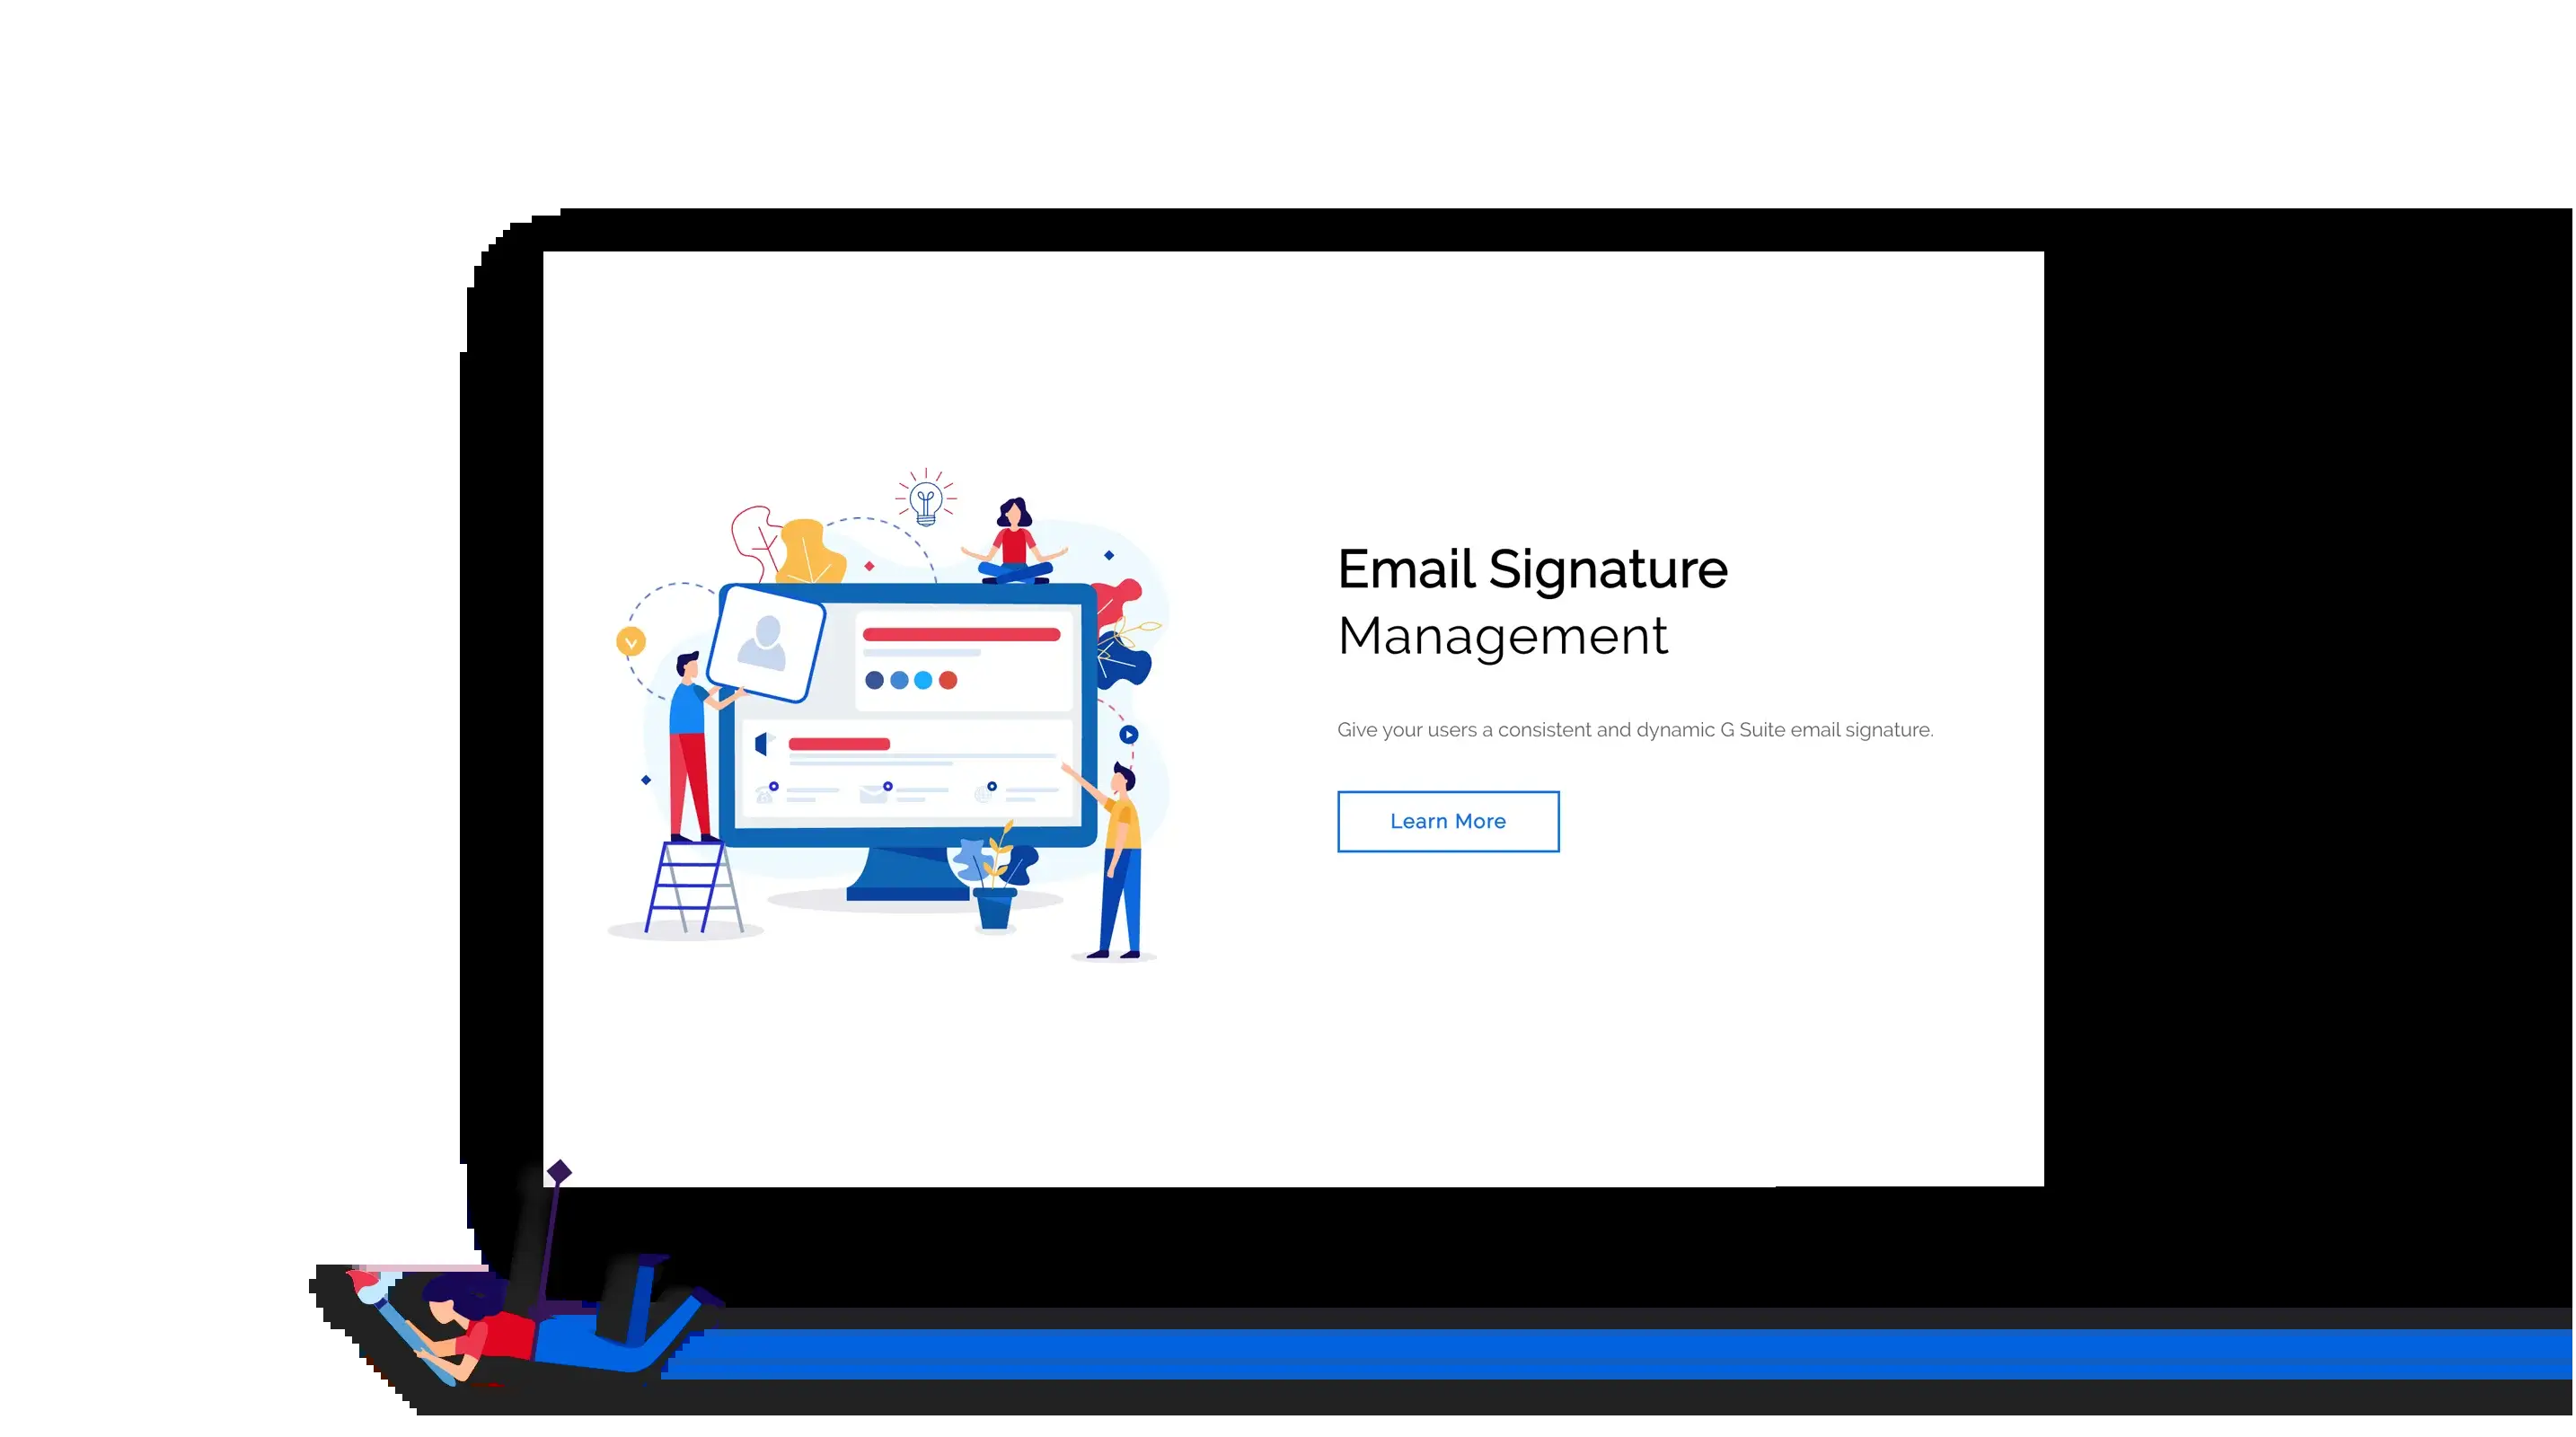 Email Signature
Management
Give your users a consistent and dynamic G Suite email signature.
Learn More